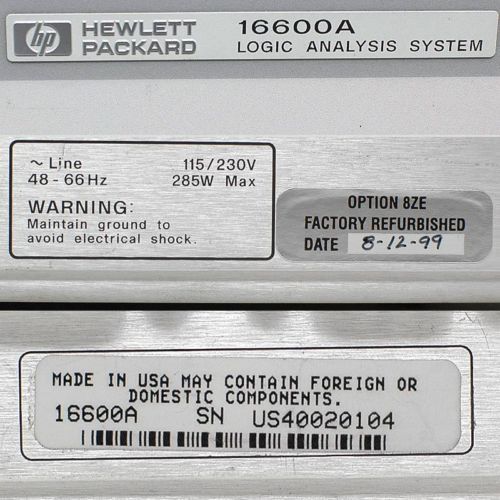 hp HEWLETT PACKARD
16600A
LOGIC ANALYSIS SYSTEM
~ Line 115/230V
48 - 66Hz 285W Max
WARNING:
Maintain ground to
avoid electrical shock.
OPTION 8ZE
FACTORY REFURBISHED
DATE 8-12-99
MADE IN USA MAY CONTAIN FOREIGN OR
DOMESTIC COMPONENTS.
16600A SN US40020104